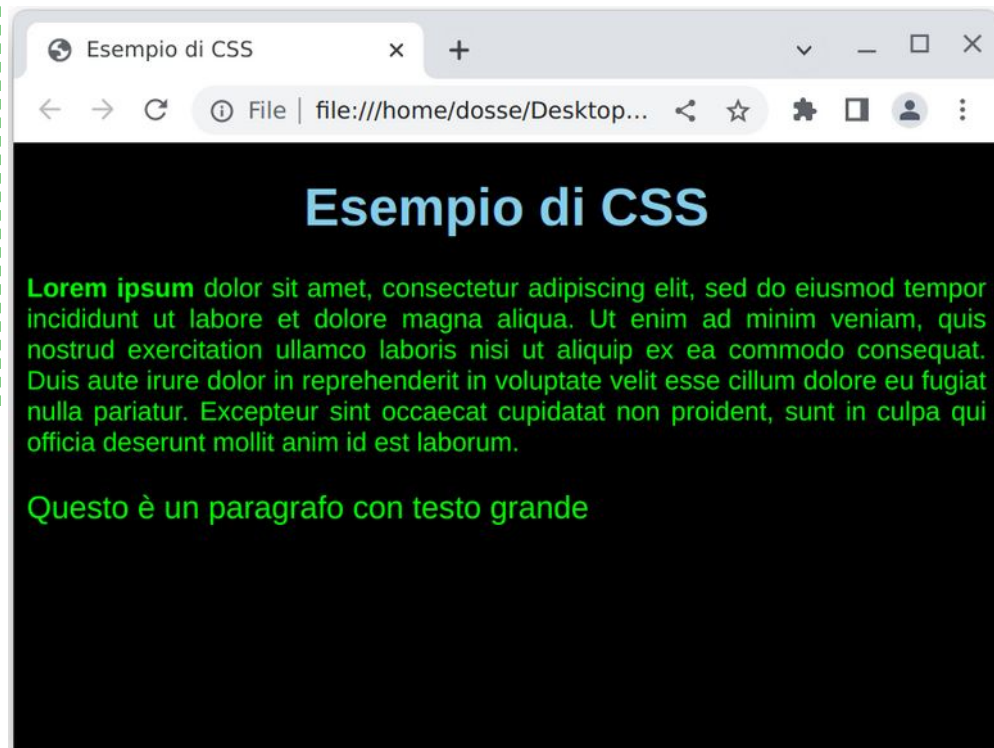 Esempio di CSS
File | file:///home/dosse/Desktop...
Esempio di CSS
Lorem ipsum dolor sit amet, consectetur adipiscing elit, sed do eiusmod tempor
incididunt ut labore et dolore magna aliqua. Ut enim ad minim veniam, quis
nostrud exercitation ullamco laboris nisi ut aliquip ex ea commodo consequat.
Duis aute irure dolor in reprehenderit in voluptate velit esse cillum dolore eu fugiat
nulla pariatur. Excepteur sint occaecat cupidatat non proident, sunt in culpa qui
officia deserunt mollit anim id est laborum.
Questo è un paragrafo con testo grande